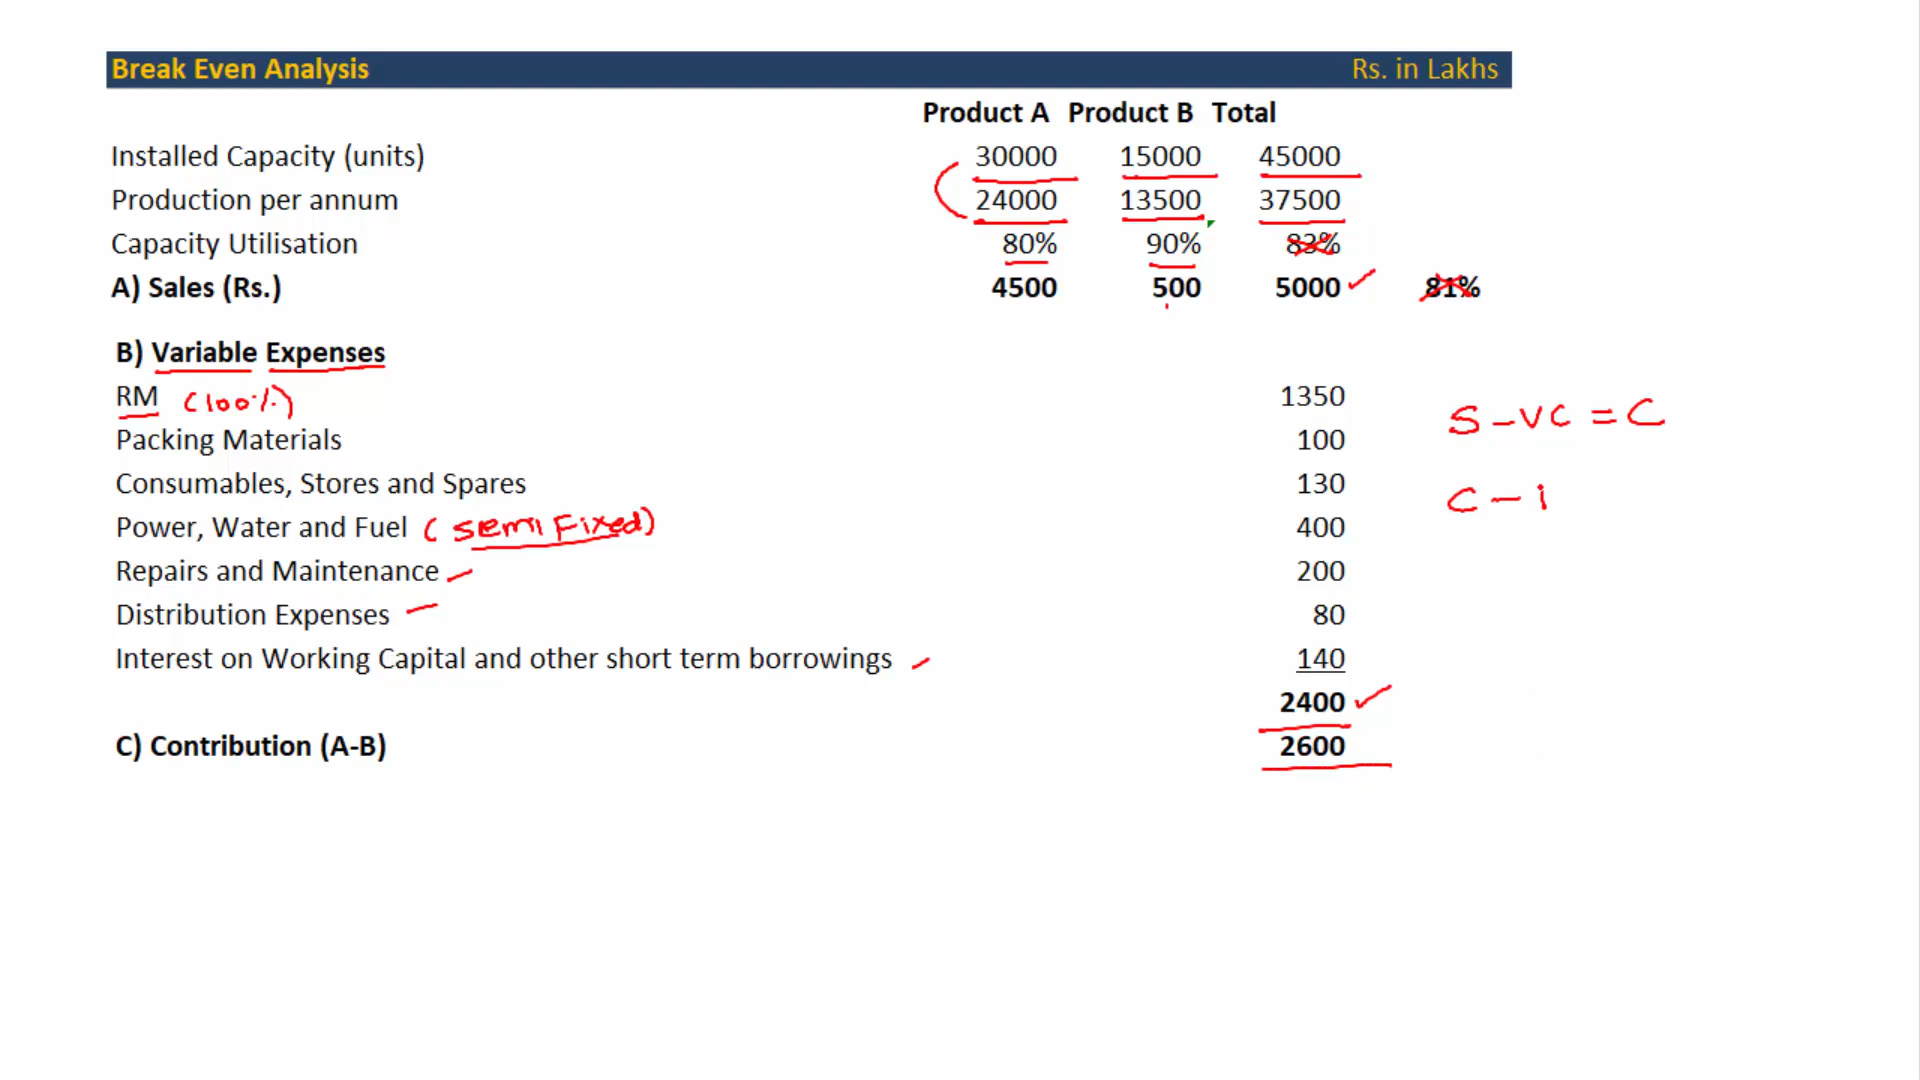 Break Even Analysis Rs. in Lakhs
Product A Product B Total
Installed Capacity (units) 30000 15000 45000
Production per annum 24000 13500 37500
Capacity Utilisation 80% 90% 83%
A) Sales (Rs.) 4500 500 5000 81%
B) Variable Expenses
RM (100%) 1350
Packing Materials 100
Consumables, Stores and Spares 130
Power, Water and Fuel (Semi Fixed) 400
Repairs and Maintenance 200
Distribution Expenses 80
Interest on Working Capital and other short term borrowings 140
2400
C) Contribution (A-B) 2600
S - VC = C
C - i